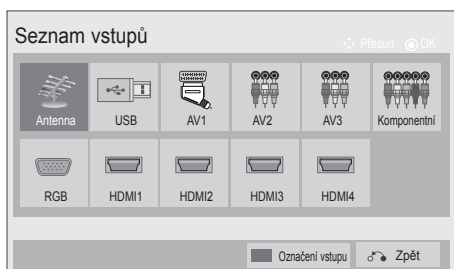 Seznam vstupů
Přesun OK
Antenna USB AV1 AV2 AV3 Komponentní
RGB HDMI1 HDMI2 HDMI3 HDMI4
Označení vstupu Zpět